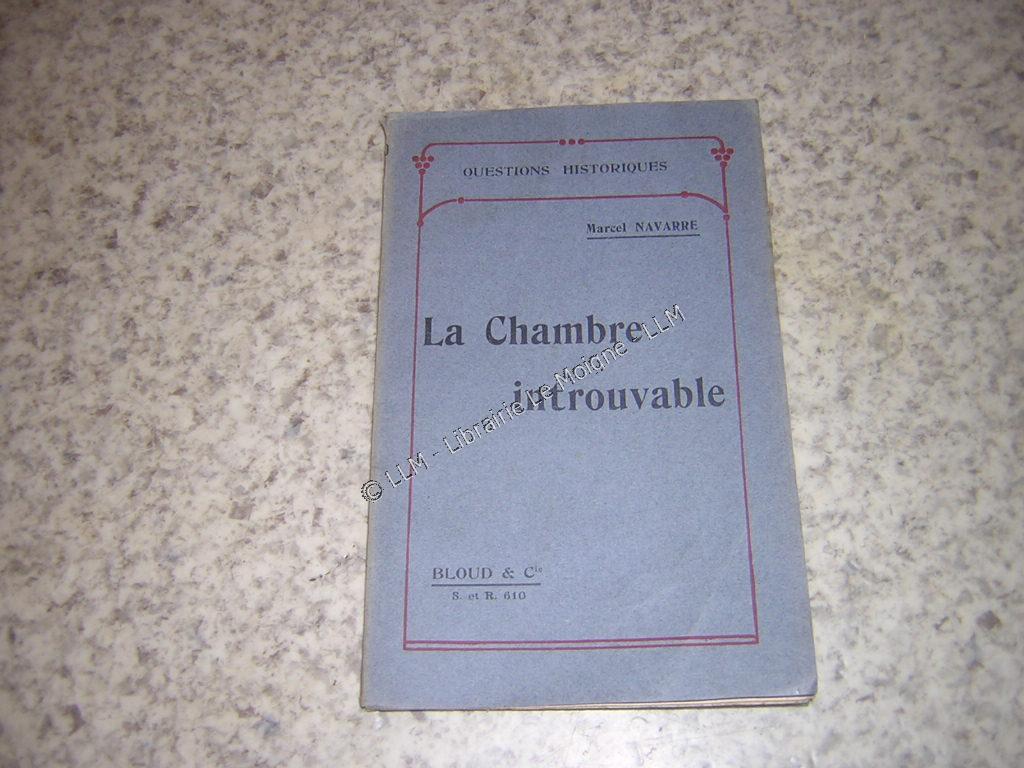 QUESTIONS HISTORIQUES
Marcel NAVARRE
La Chambre
introuvable
© LLM - Librairie Le Moigne - LLM
BLOUD & Cie
S. et R. 610